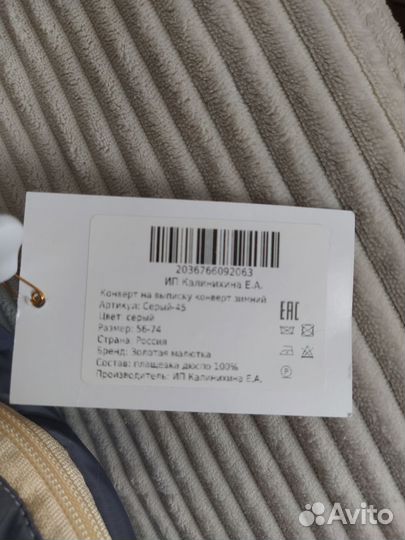 2036766092063
ИП Калинихина Е.А.
Конверт на выписку конверт зимний
Артикул: Серый-45
Цвет: серый
Размер: 56-74
Страна: Россия
Бренд: Золотая малютка
Состав: плащевка дюспо 100%
Производитель: ИП Калинихина Е.А.
EAC
P
Avito